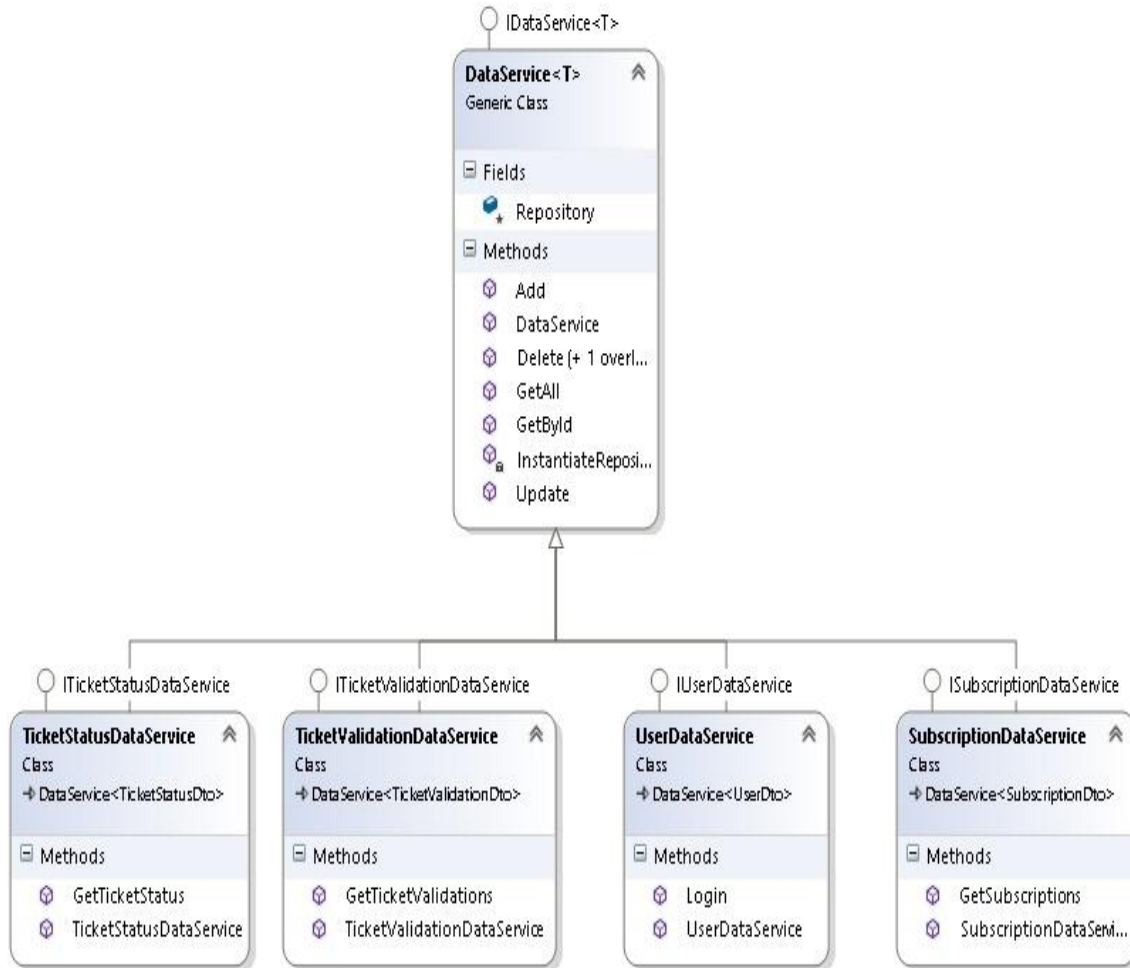 IDataService<T>
DataService<T>
Generic Class
Fields
Repository
Methods
Add
DataService
Delete (+ 1 overl...
GetAll
GetById
InstantiateReposi...
Update
ITicketStatusDataService
TicketStatusDataService
Class
DataService<TicketStatusDto>
Methods
GetTicketStatus
TicketStatusDataService
ITicketValidationDataService
TicketValidationDataService
Class
DataService<TicketValidationDto>
Methods
GetTicketValidations
TicketValidationDataService
IUserDataService
UserDataService
Class
DataService<UserDto>
Methods
Login
UserDataService
ISubscriptionDataService
SubscriptionDataService
Class
DataService<SubscriptionDto>
Methods
GetSubscriptions
SubscriptionDataServi...